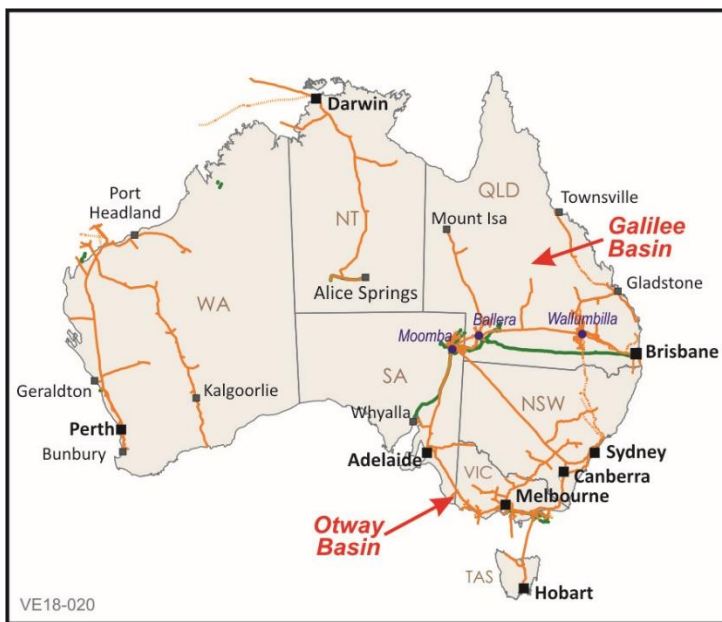 Darwin
Port
Headland
NT
QLD
Townsville
Mount Isa
Galilee
Basin
Alice Springs
Gladstone
WA
Ballera
Wallumbilla
Moomba
Brisbane
Geraldton
Kalgoorlie
SA
NSW
Whyalla
Perth
Bunbury
Adelaide
Sydney
Canberra
VIC
Melbourne
Otway
Basin
TAS
Hobart
VE18-020